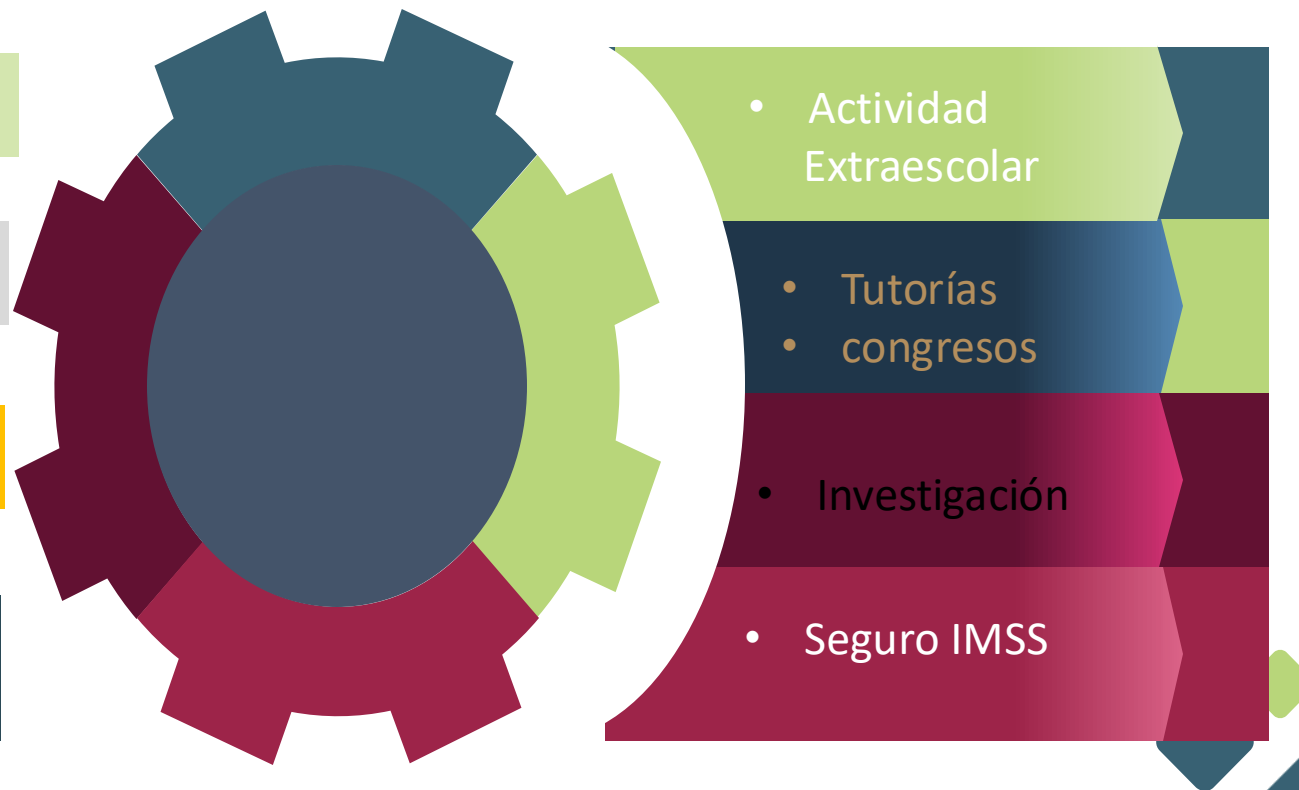 • Actividad
Extraescolar
• Tutorías
• congresos
• Investigación
• Seguro IMSS